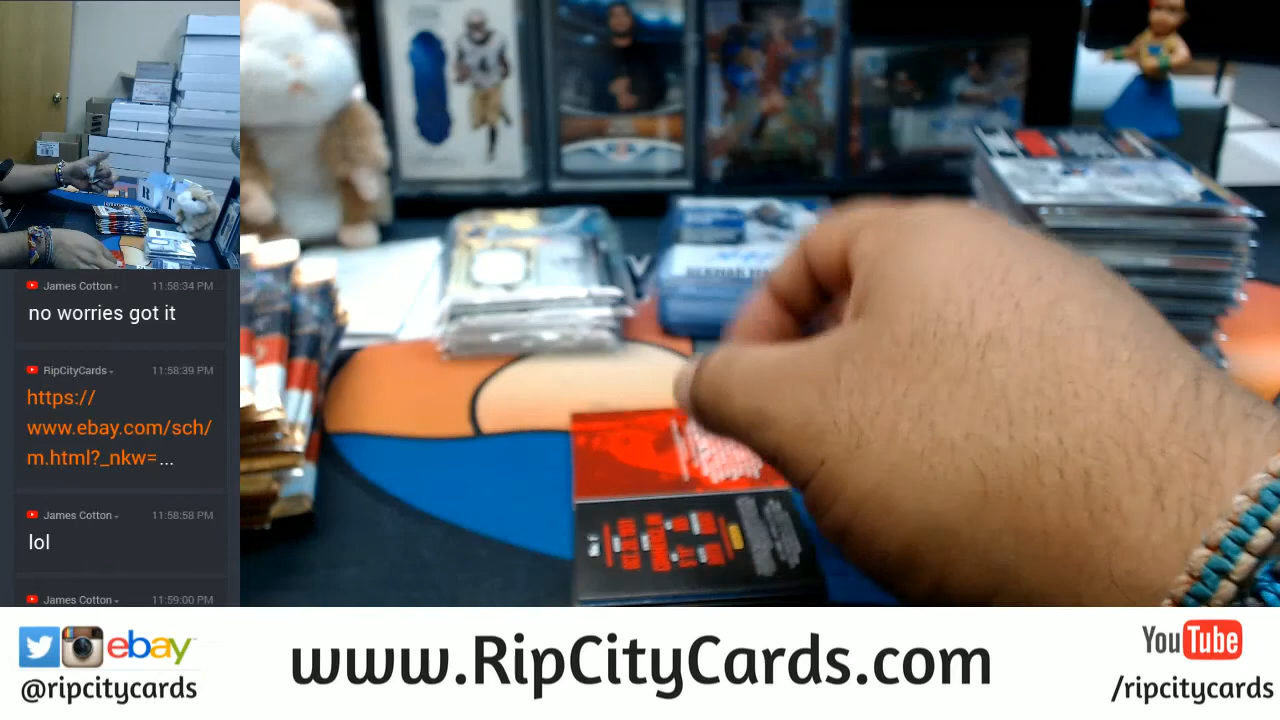 James Cotton 11:58:34 PM
no worries got it
RipCityCards 11:58:39 PM
https://
www.ebay.com/sch/
m.html?_nkw=...
James Cotton 11:58:58 PM
lol
James Cotton 11:59:00 PM
ebay
@ripcitycards
www.RipCityCards.com
YouTube
/ripcitycards